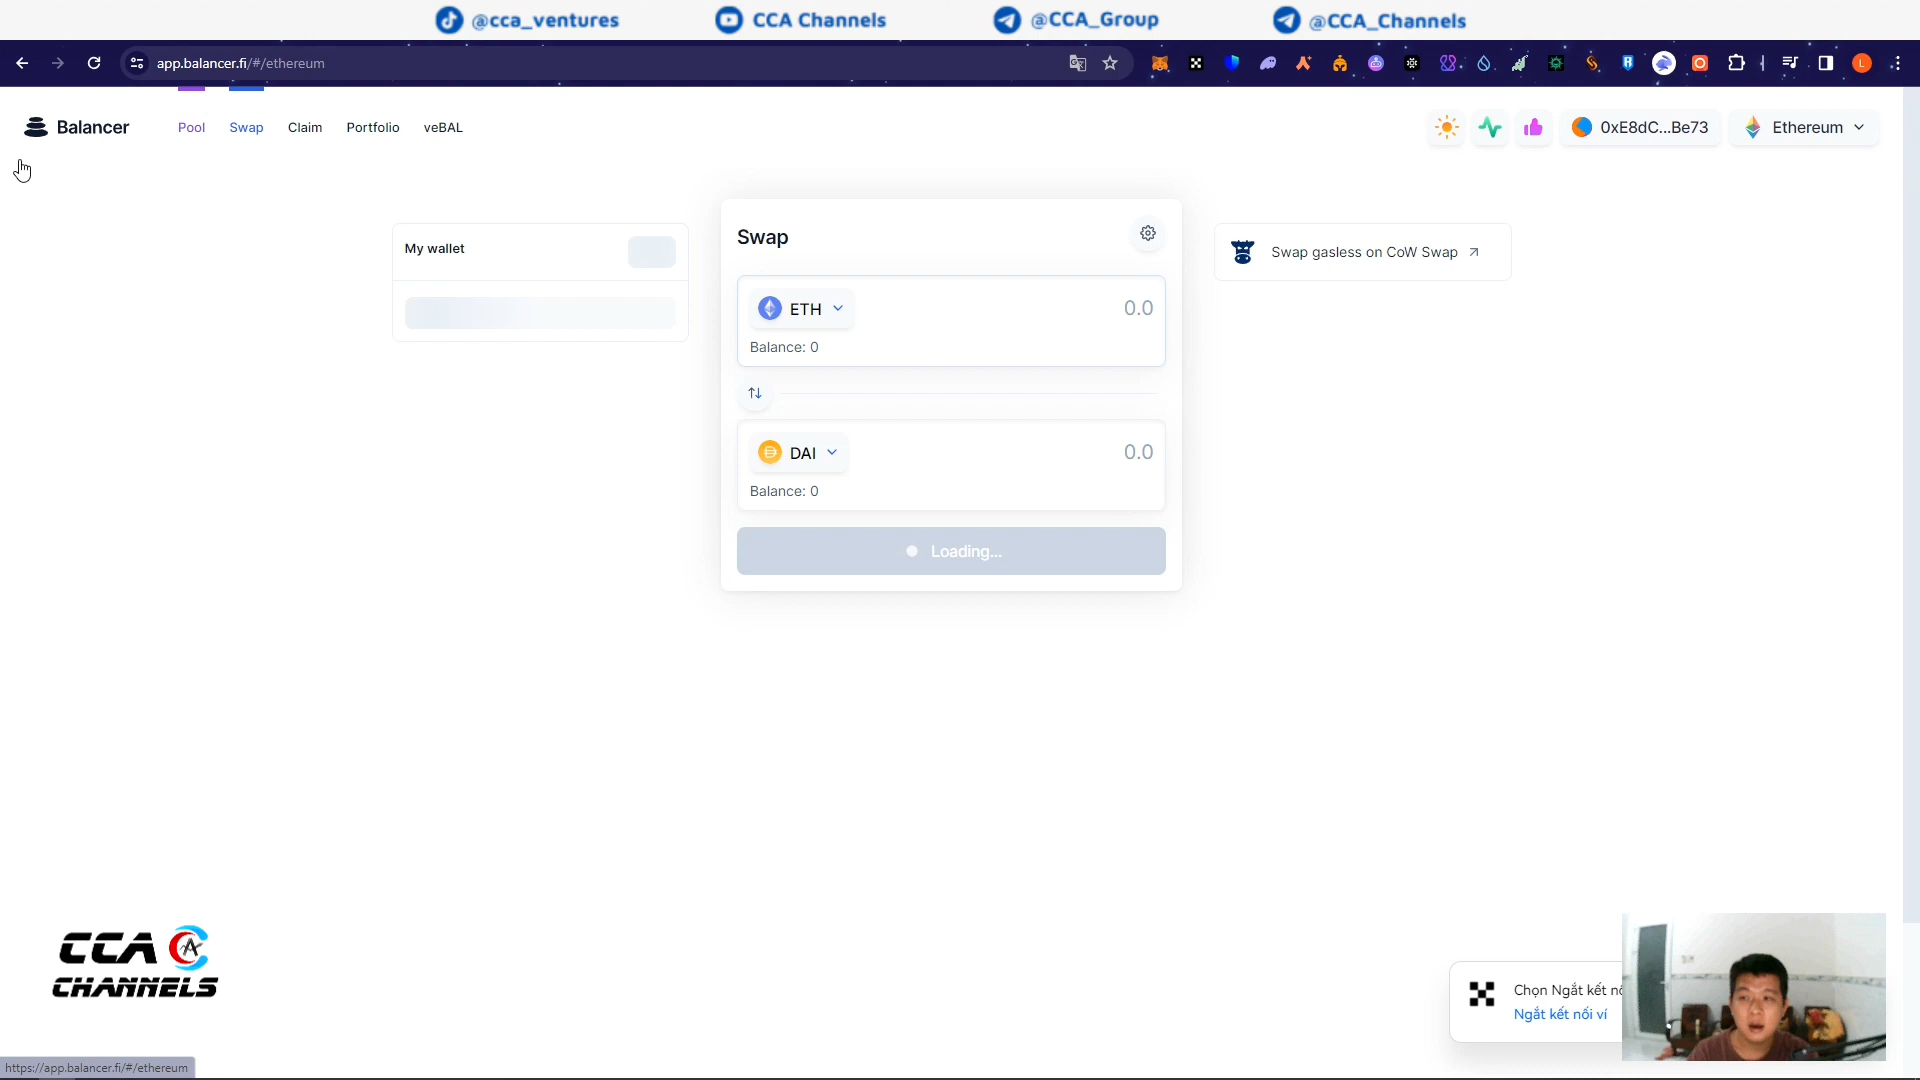 @cca_ventures
CCA Channels
@CCA_Group
@CCA_Channels
app.balancer.fi/#/ethereum
L
Balancer
Pool
Swap
Claim
Portfolio
veBAL
0xE8dC...Be73
Ethereum
My wallet
Swap
ETH
0.0
Balance: 0
DAI
0.0
Balance: 0
Loading...
Swap gasless on CoW Swap
CCA
CHANNELS
Chọn Ngắt kết
Ngắt kết nối ví
https://app.balancer.fi/#/ethereum